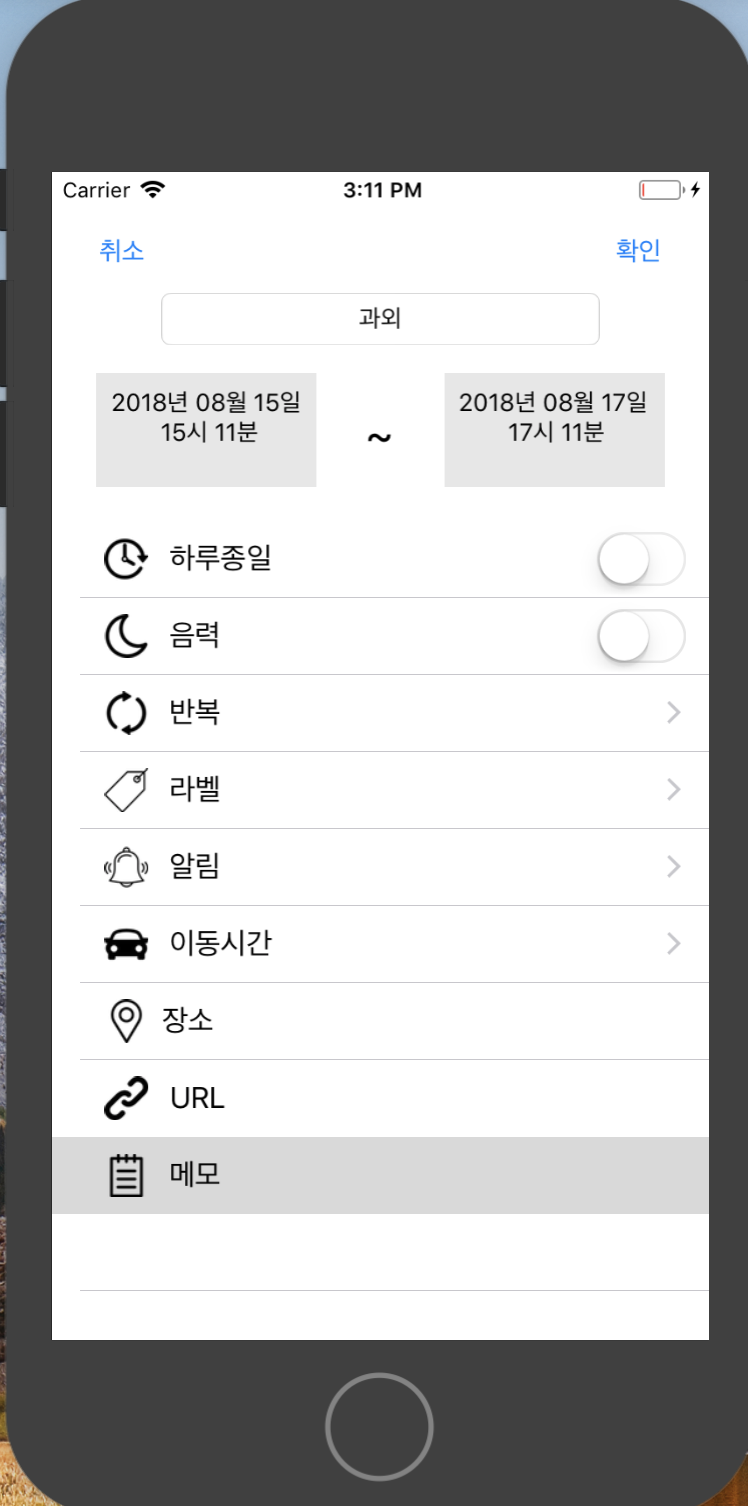 Carrier 3:11 PM
취소 확인
과외
2018년 08월 15일
15시 11분
~
2018년 08월 17일
17시 11분
하루종일
음력
반복
라벨
알림
이동시간
장소
URL
메모